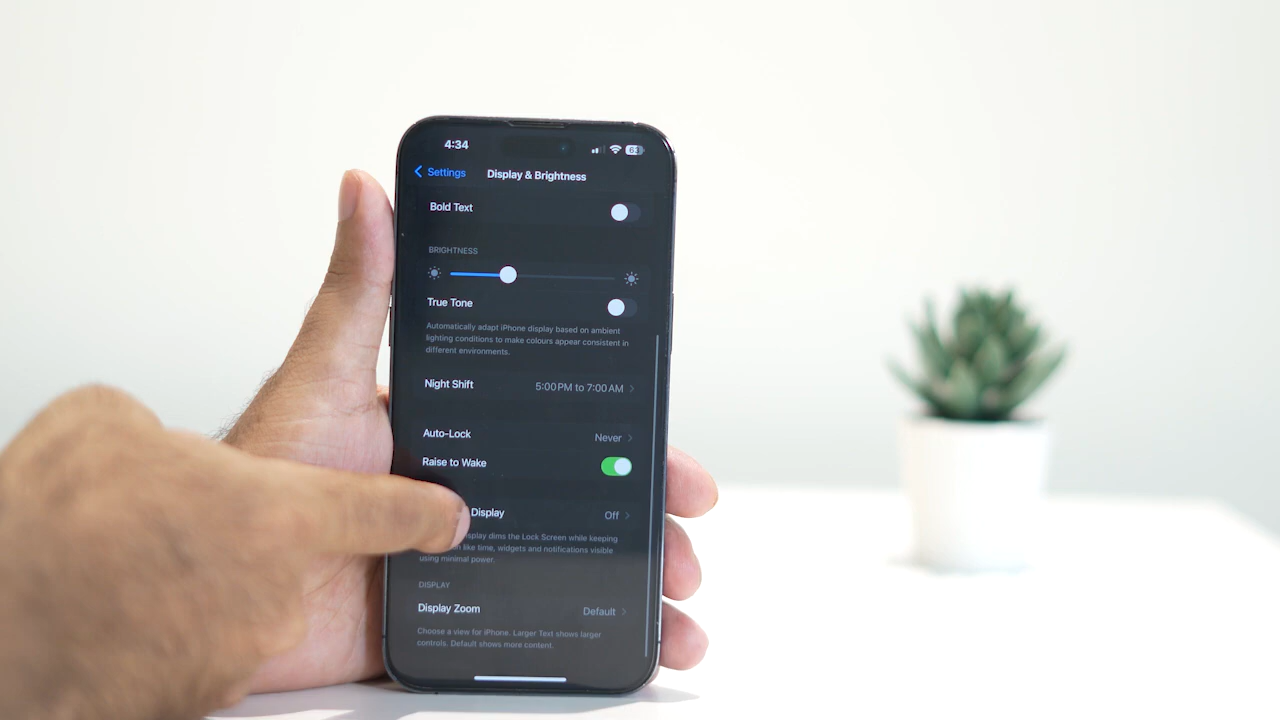 4:34
63
Settings
Display & Brightness
Bold Text
BRIGHTNESS
True Tone
Automatically adapt iPhone display based on ambient
lighting conditions to make colours appear consistent in
different environments.
Night Shift 5:00 PM to 7:00 AM
Auto-Lock Never
Raise to Wake
Display Off
display dims the Lock Screen while keeping
like time, widgets and notifications visible
using minimal power.
DISPLAY
Display Zoom Default
Choose a view for iPhone. Larger Text shows larger
controls. Default shows more content.